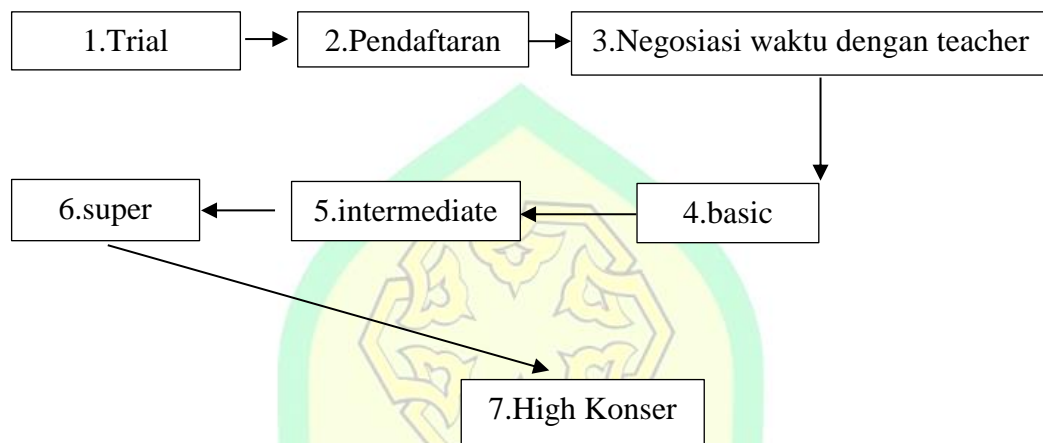 1.Trial
2.Pendaftaran
3.Negosiasi waktu dengan teacher
4.basic
5.intermediate
6.super
7.High Konser